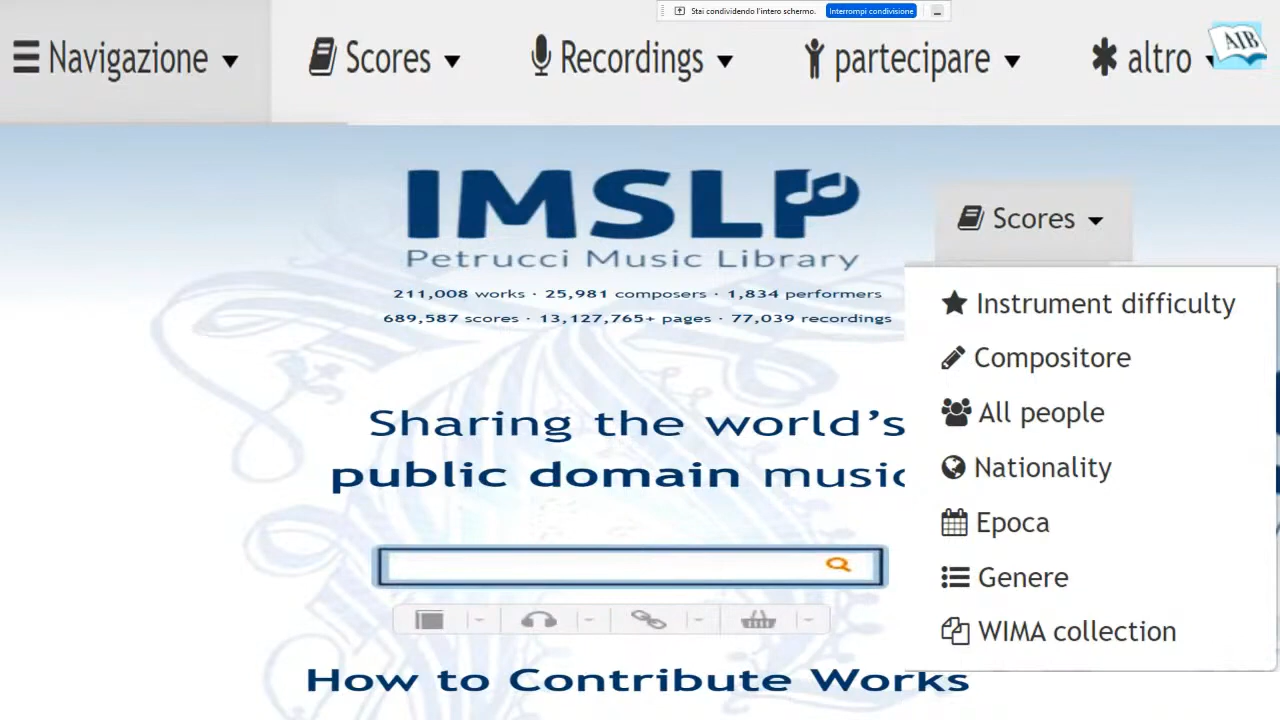 Stai condividendo l'intero schermo. Interrompi condivisione
Navigazione Scores Recordings partecipare altro AIB
IMSLP
Petrucci Music Library
211,008 works · 25,981 composers · 1,834 performers
689,587 scores · 13,127,765+ pages · 77,039 recordings
Sharing the world's
public domain music
How to Contribute Works
Scores
Instrument difficulty
Compositore
All people
Nationality
Epoca
Genere
WIMA collection